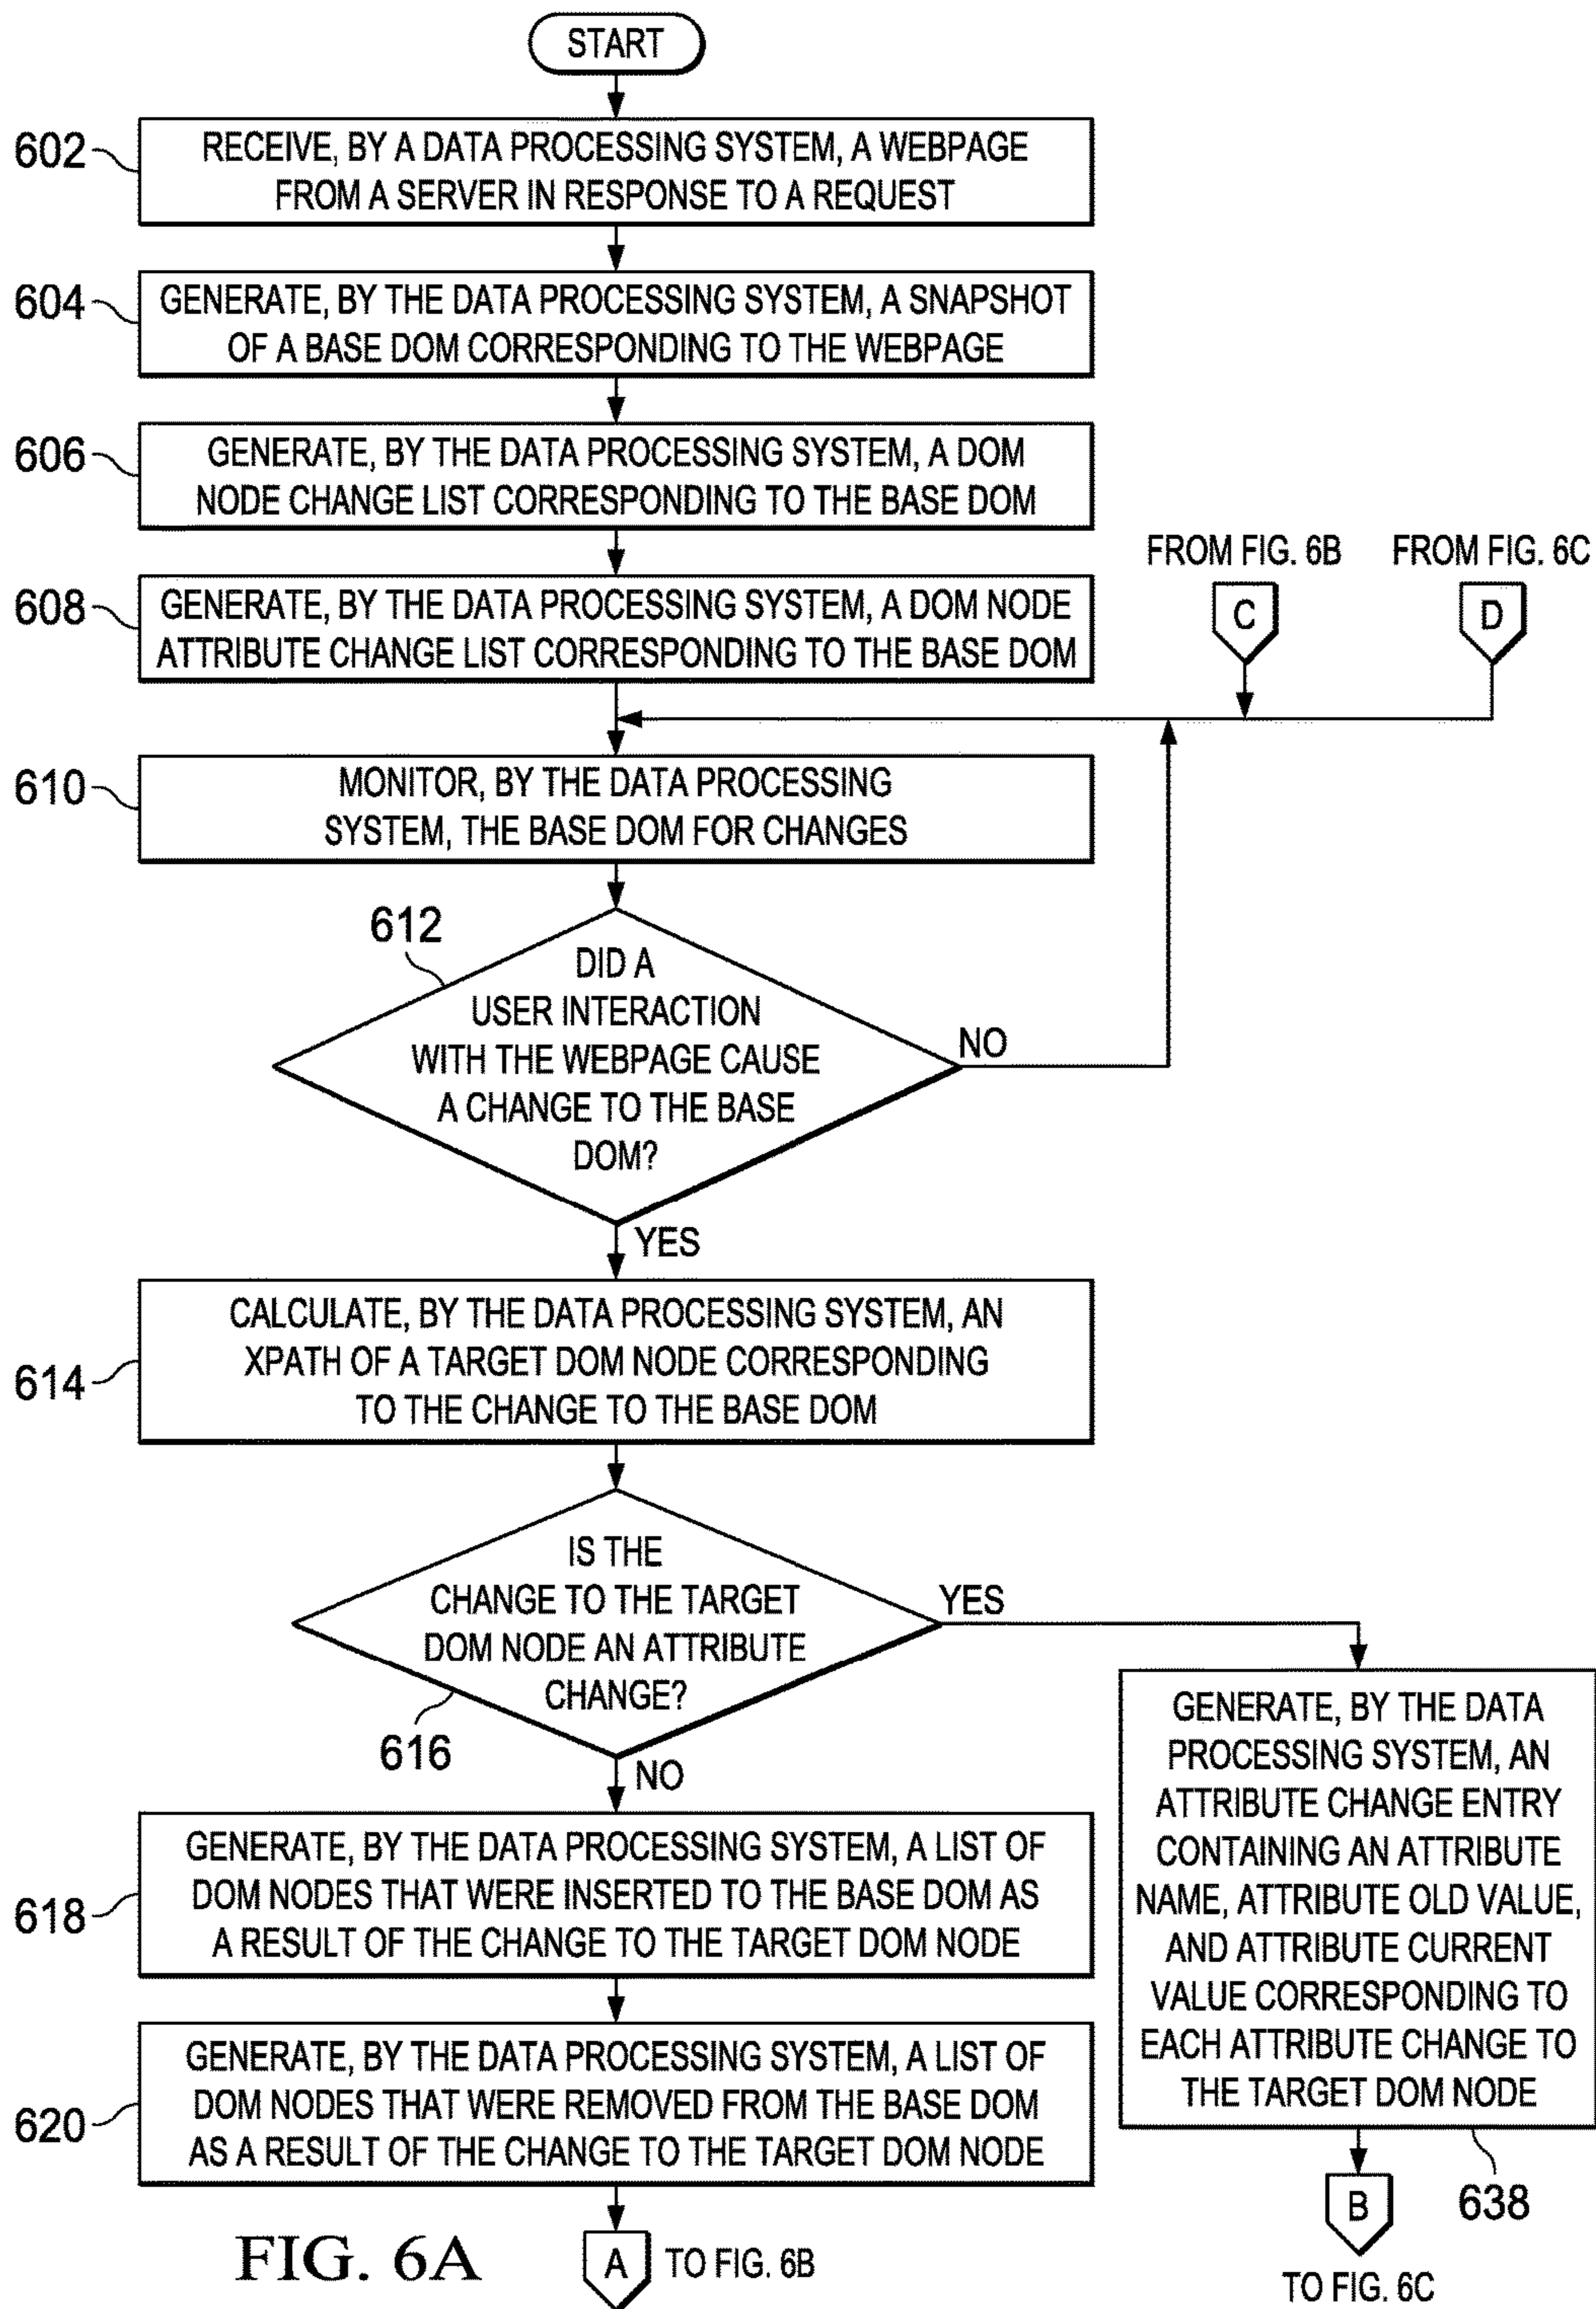 START
602
RECEIVE, BY A DATA PROCESSING SYSTEM, A WEBPAGE
FROM A SERVER IN RESPONSE TO A REQUEST
604
GENERATE, BY THE DATA PROCESSING SYSTEM, A SNAPSHOT
OF A BASE DOM CORRESPONDING TO THE WEBPAGE
606
GENERATE, BY THE DATA PROCESSING SYSTEM, A DOM
NODE CHANGE LIST CORRESPONDING TO THE BASE DOM
608
GENERATE, BY THE DATA PROCESSING SYSTEM, A DOM NODE
ATTRIBUTE CHANGE LIST CORRESPONDING TO THE BASE DOM
FROM FIG. 6B
C
FROM FIG. 6C
D
610
MONITOR, BY THE DATA PROCESSING
SYSTEM, THE BASE DOM FOR CHANGES
612
DID A
USER INTERACTION
WITH THE WEBPAGE CAUSE
A CHANGE TO THE BASE
DOM?
NO
YES
614
CALCULATE, BY THE DATA PROCESSING SYSTEM, AN
XPATH OF A TARGET DOM NODE CORRESPONDING
TO THE CHANGE TO THE BASE DOM
IS THE
CHANGE TO THE TARGET
DOM NODE AN ATTRIBUTE
CHANGE?
616
YES
NO
618
GENERATE, BY THE DATA PROCESSING SYSTEM, A LIST OF
DOM NODES THAT WERE INSERTED TO THE BASE DOM AS
A RESULT OF THE CHANGE TO THE TARGET DOM NODE
620
GENERATE, BY THE DATA PROCESSING SYSTEM, A LIST OF
DOM NODES THAT WERE REMOVED FROM THE BASE DOM
AS A RESULT OF THE CHANGE TO THE TARGET DOM NODE
GENERATE, BY THE DATA
PROCESSING SYSTEM, AN
ATTRIBUTE CHANGE ENTRY
CONTAINING AN ATTRIBUTE
NAME, ATTRIBUTE OLD VALUE,
AND ATTRIBUTE CURRENT
VALUE CORRESPONDING TO
EACH ATTRIBUTE CHANGE TO
THE TARGET DOM NODE
638
B
TO FIG. 6C
A
TO FIG. 6B
FIG. 6A